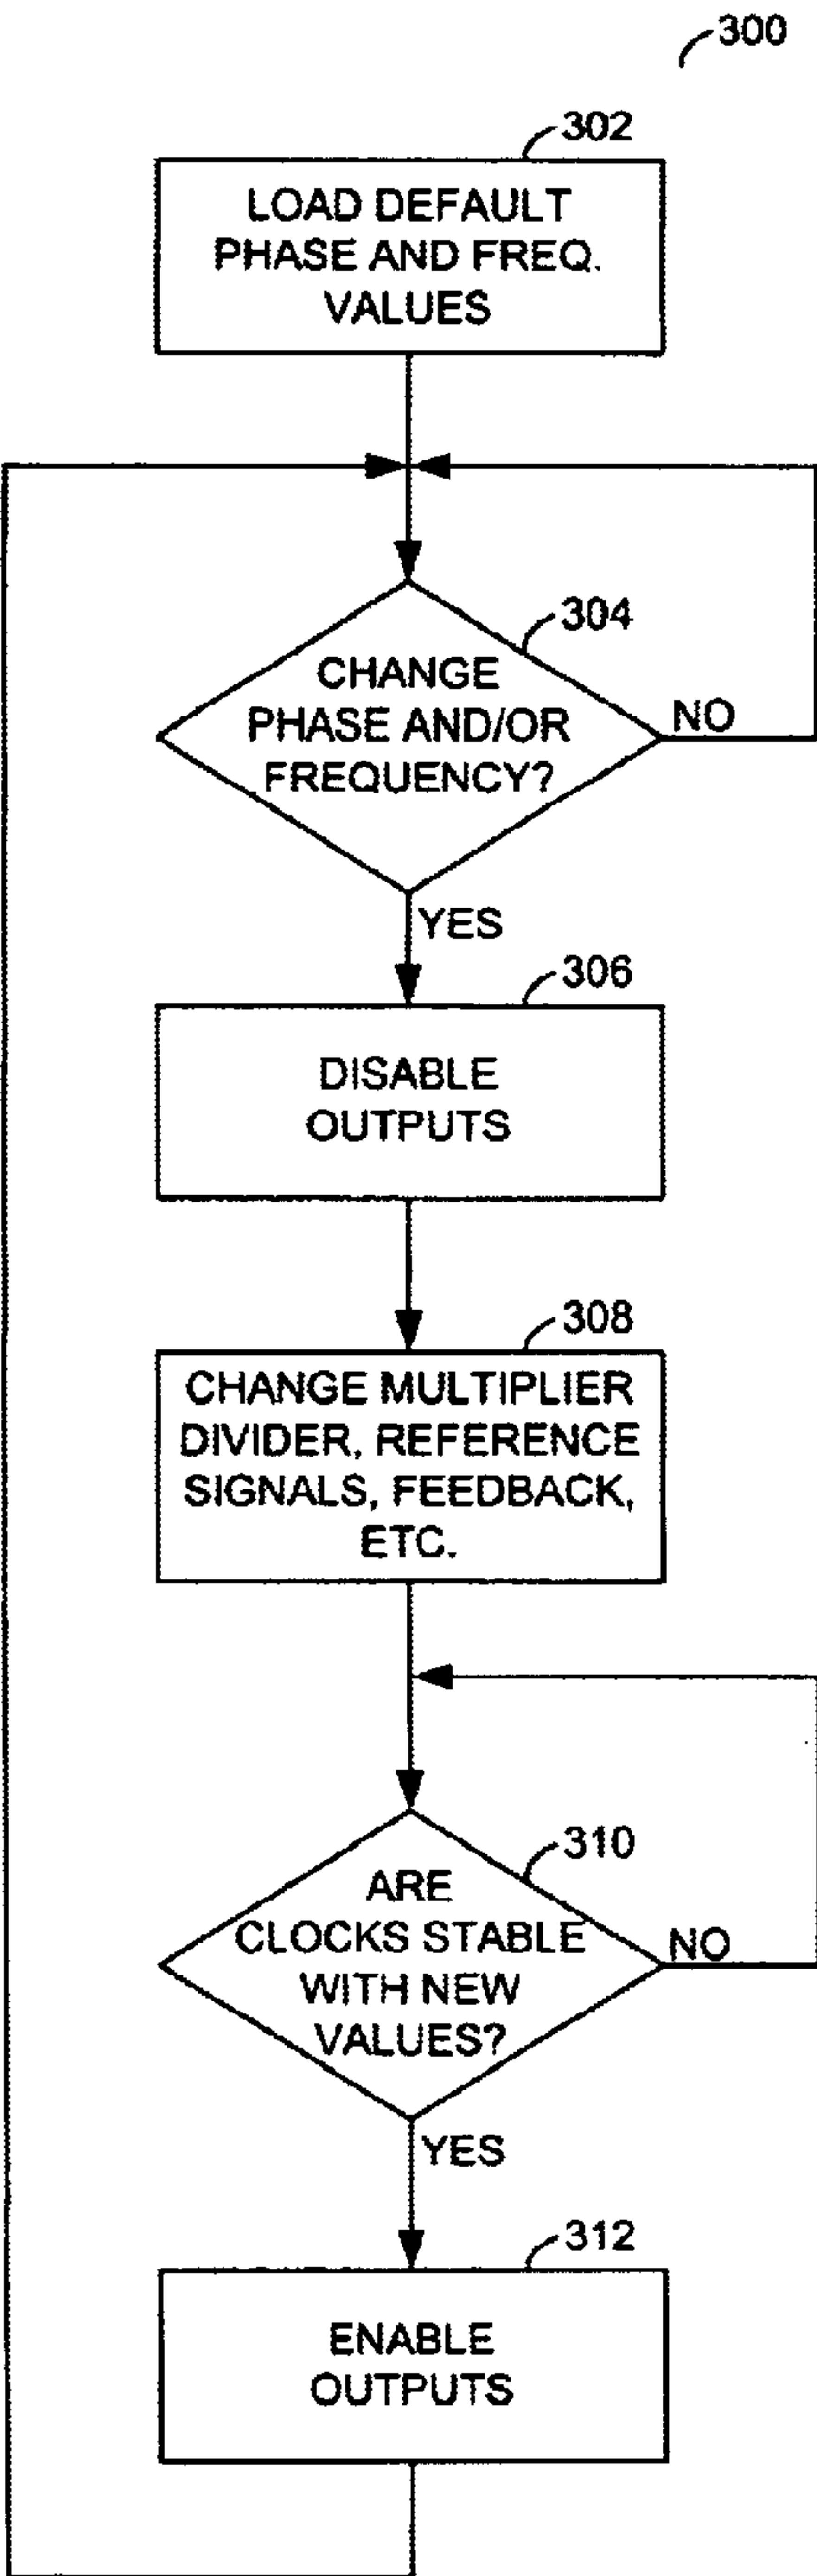 300
302
LOAD DEFAULT
PHASE AND FREQ.
VALUES
304
CHANGE
PHASE AND/OR
FREQUENCY?
NO
YES
306
DISABLE
OUTPUTS
308
CHANGE MULTIPLIER
DIVIDER, REFERENCE
SIGNALS, FEEDBACK,
ETC.
310
ARE
CLOCKS STABLE
WITH NEW
VALUES?
NO
YES
312
ENABLE
OUTPUTS